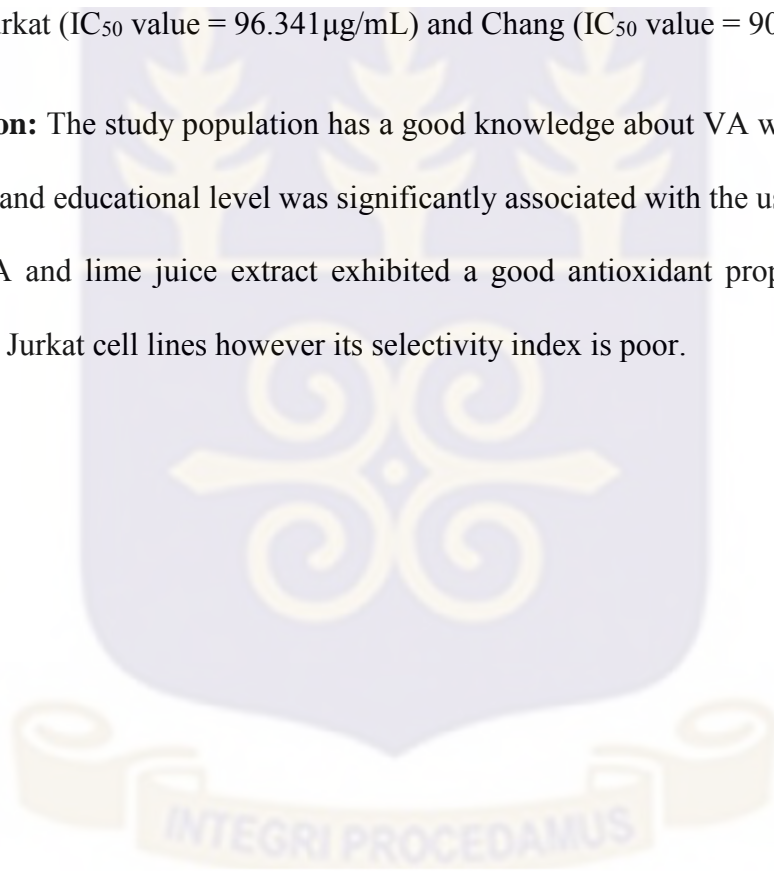 rkat (IC50 value = 96.341μg/mL) and Chang (IC50 value = 90
on: The study population has a good knowledge about VA w
and educational level was significantly associated with the us
A and lime juice extract exhibited a good antioxidant prop
Jurkat cell lines however its selectivity index is poor.
INTEGRI PROCEDAMUS